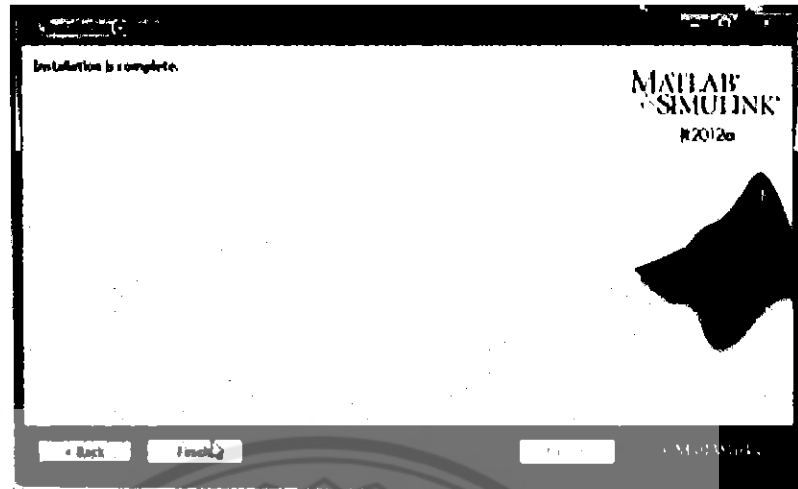 Installation is complete.
MATLAB®
SIMULINK®
R2012a
< Back
Finish
MathWorks